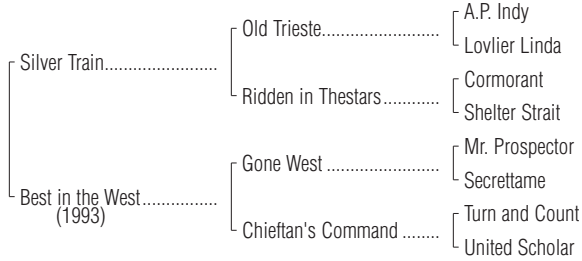 A.P. Indy
Old Trieste..........................
Lovlier Linda
Silver Train.......................
Cormorant
Ridden in Thestars............
Shelter Strait
Mr. Prospector
Gone West .......................
Secrettame
Best in the West...............
(1993)
Turn and Count
Chieftan's Command ........
United Scholar